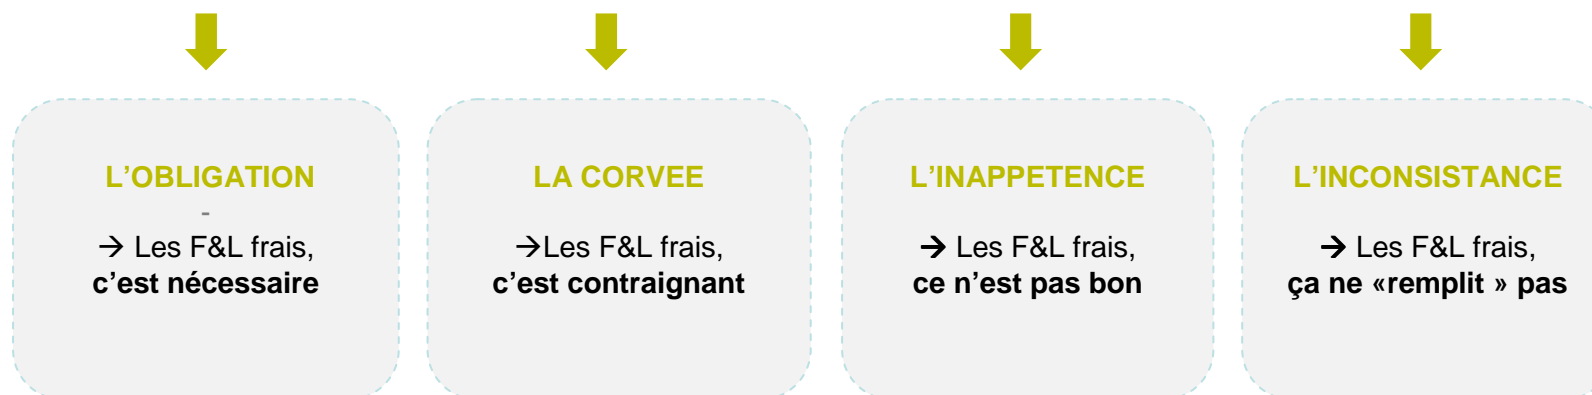 L’OBLIGATION
-
→ Les F&L frais,
c’est nécessaire
LA CORVEE
→Les F&L frais,
c’est contraignant
L’INAPPETENCE
→ Les F&L frais,
ce n’est pas bon
L’INCONSISTANCE
→ Les F&L frais,
ça ne «remplit » pas